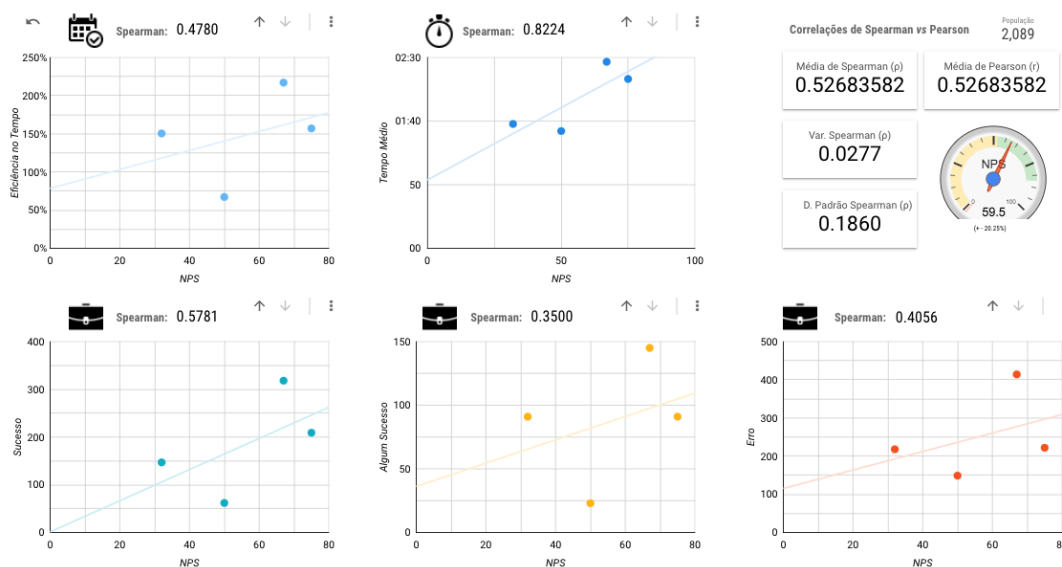 Spearman: 0.4780
250%
200%
150%
100%
50%
0%
Eficiência no Tempo
0 20 40 60 80
NPS
Spearman: 0.8224
02:30
01:40
50
00
Tempo Médio
0 50 100
NPS
Correlações de Spearman vs Pearson
População
2,089
Média de Spearman (ρ)
0.52683582
Média de Pearson (r)
0.52683582
Var. Spearman (ρ)
0.0277
D. Padrão Spearman (ρ)
0.1860
NPS
0 100
59.5
(+ - 20.25%)
Spearman: 0.5781
400
300
200
100
0
Sucesso
0 20 40 60 80
NPS
Spearman: 0.3500
150
100
50
0
Algum Sucesso
0 20 40 60 80
NPS
Spearman: 0.4056
500
400
300
200
100
0
Erro
0 20 40 60 80
NPS